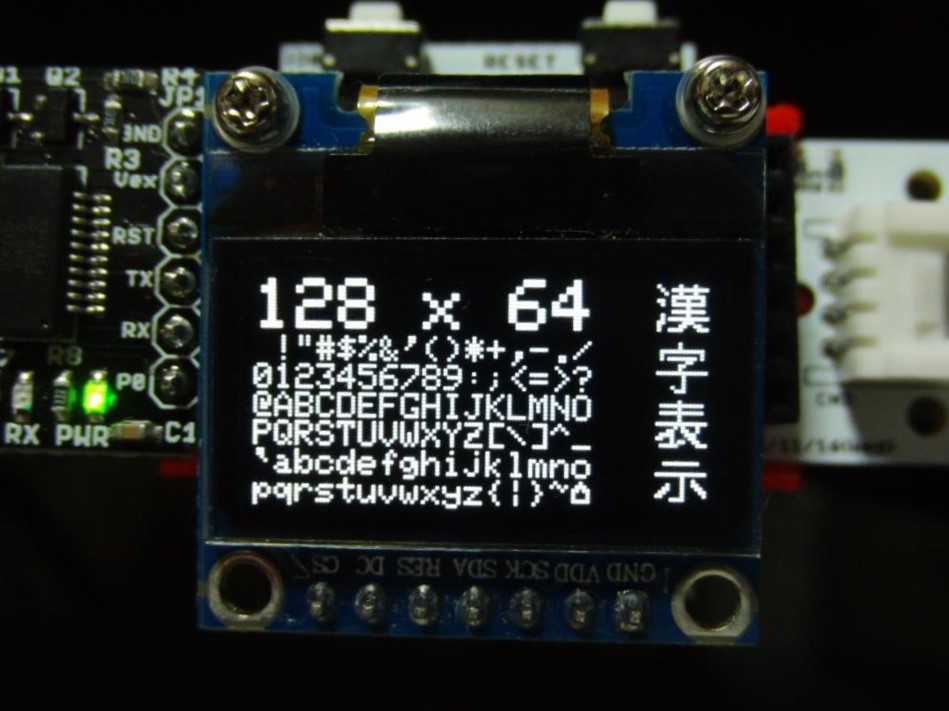 RESET
Q2
R4
JP1
GND
R3
RST
TX
RX
R8
P0
RX PWR
C1
128 x 64
!"#$%&'()*+,-./
0123456789:;<=>?
@ABCDEFGHIJKLMNO
PQRSTUVWXYZ[\]^_
`abcdefghijklmno
pqrstuvwxyz{¦}~⌂
漢
字
表
示
CS DC RES SDA SCK VDD GND